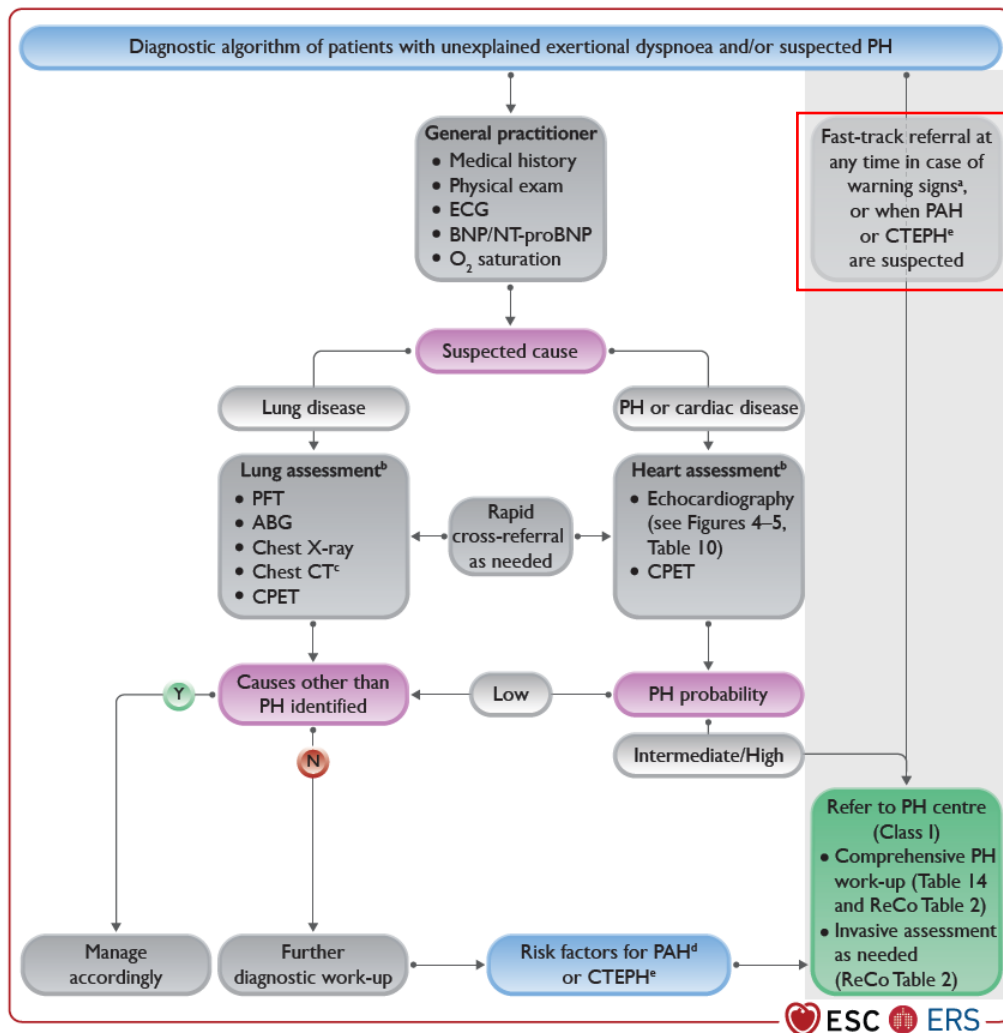 Diagnostic algorithm of patients with unexplained exertional dyspnoea and/or suspected PH
General practitioner
• Medical history
• Physical exam
• ECG
• BNP/NT-proBNP
• O₂ saturation
Fast-track referral at
any time in case of
warning signsᵃ,
or when PAH
or CTEPHᵉ
are suspected
Suspected cause
Lung disease
PH or cardiac disease
Lung assessmentᵇ
• PFT
• ABG
• Chest X-ray
• Chest CTᶜ
• CPET
Rapid
cross-referral
as needed
Heart assessmentᵇ
• Echocardiography
(see Figures 4–5,
Table 10)
• CPET
Y
Causes other than
PH identified
Low
PH probability
N
Intermediate/High
Refer to PH centre
(Class I)
• Comprehensive PH
work-up (Table 14
and ReCo Table 2)
• Invasive assessment
as needed
(ReCo Table 2)
Manage
accordingly
Further
diagnostic work-up
Risk factors for PAHᵈ
or CTEPHᵉ
ESC ERS